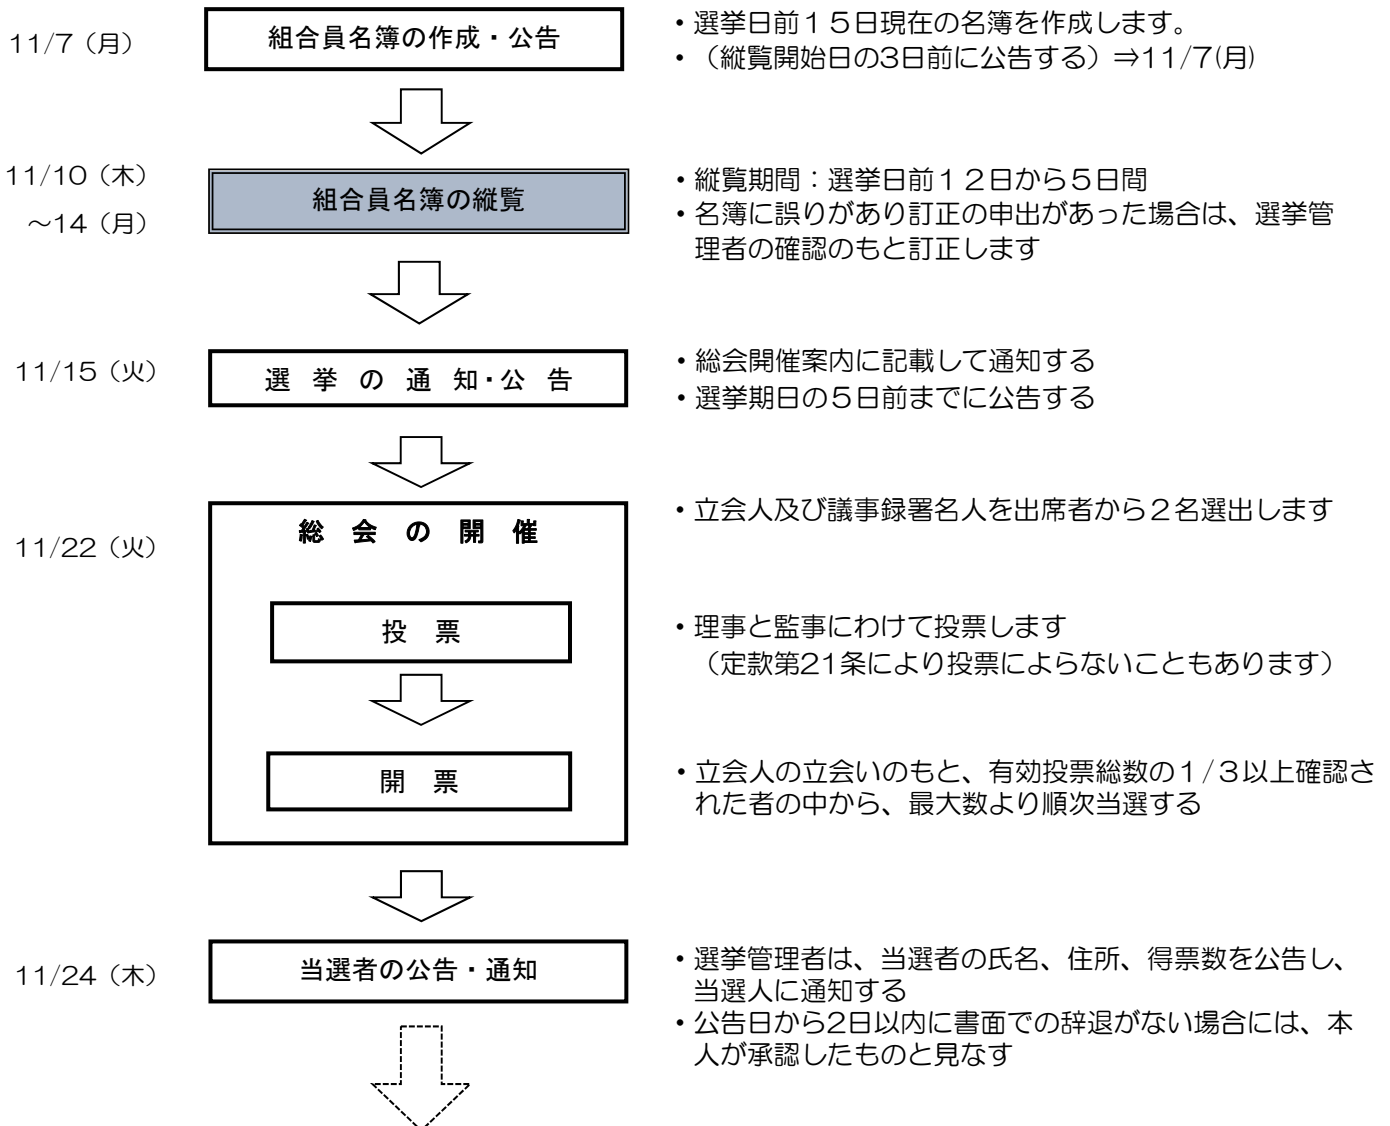 11/7（月）
組合員名簿の作成・公告
・選挙日前１５日現在の名簿を作成します。
・（縦覧開始日の3日前に公告する）⇒11/7(月)
11/10（木）
～14（月）
組合員名簿の縦覧
・縦覧期間：選挙日前１２日から５日間
・名簿に誤りがあり訂正の申出があった場合は、選挙管
理者の確認のもと訂正します
11/15（火）
選 挙 の 通 知・公 告
・総会開催案内に記載して通知する
・選挙期日の５日前までに公告する
11/22（火）
総 会 の 開 催
・立会人及び議事録署名人を出席者から２名選出します
投 票
・理事と監事にわけて投票します
（定款第21条により投票によらないこともあります）
開 票
・立会人の立会いのもと、有効投票総数の１/３以上確認さ
れた者の中から、最大数より順次当選する
11/24（木）
当選者の公告・通知
・選挙管理者は、当選者の氏名、住所、得票数を公告し、
当選人に通知する
・公告日から2日以内に書面での辞退がない場合には、本
人が承認したものと見なす